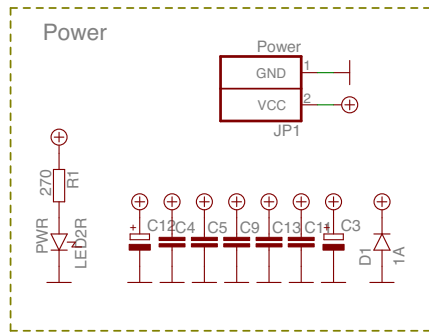 Power
Power
GND 1
VCC 2
JP1
270 R1
PWR LED2R
+ C12 C4 C5 C9 C13 C11 + C3
D1 1A